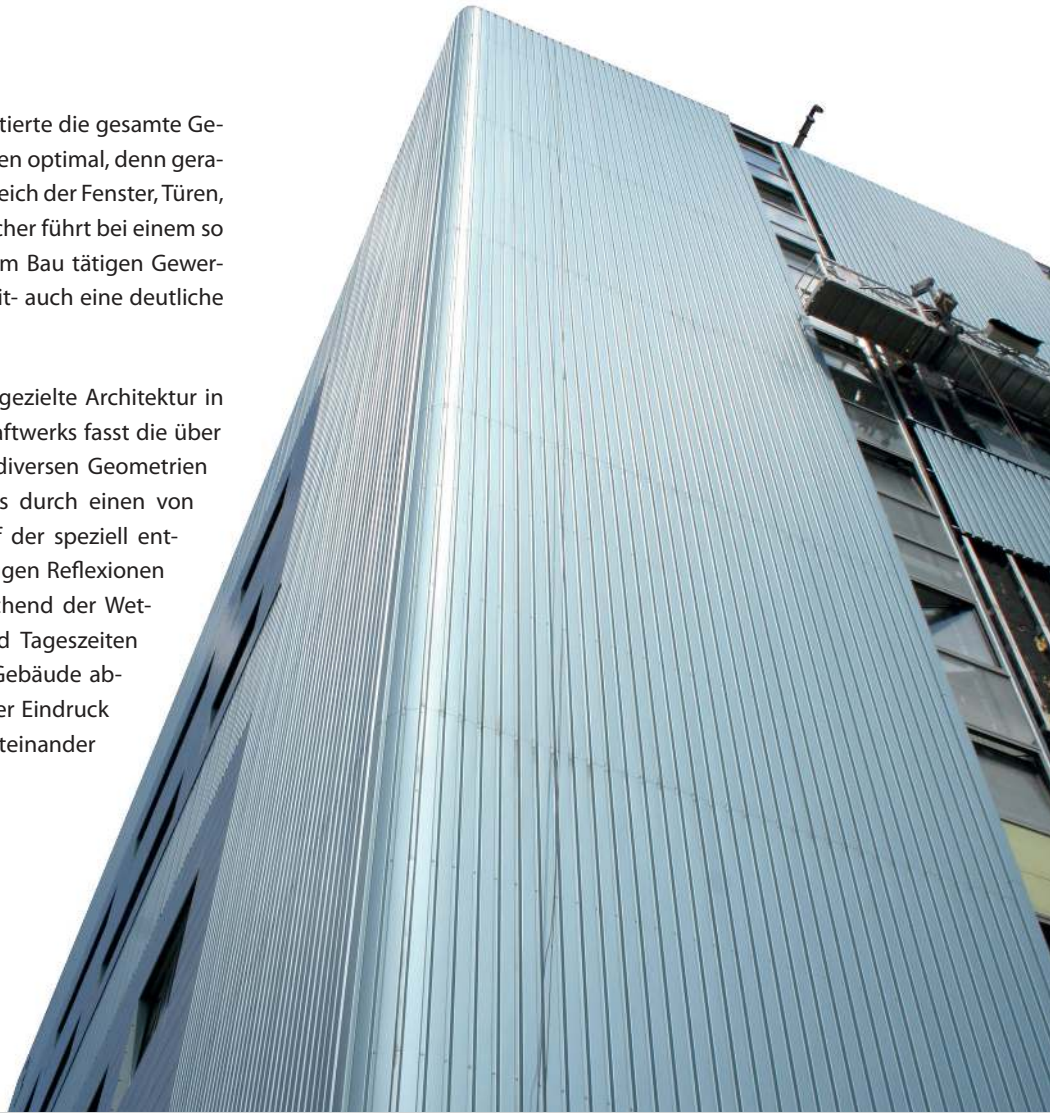 tierte die gesamte Ge-
en optimal, denn gera-
eich der Fenster, Türen,
cher führt bei einem so
m Bau tätigen Gewer-
it- auch eine deutliche
gezielte Architektur in
ftwerks fasst die über
diversen Geometrien
s durch einen von
f der speziell ent-
gen Reflexionen
hend der Wet-
d Tageszeiten
Gebäude ab-
er Eindruck
teinander